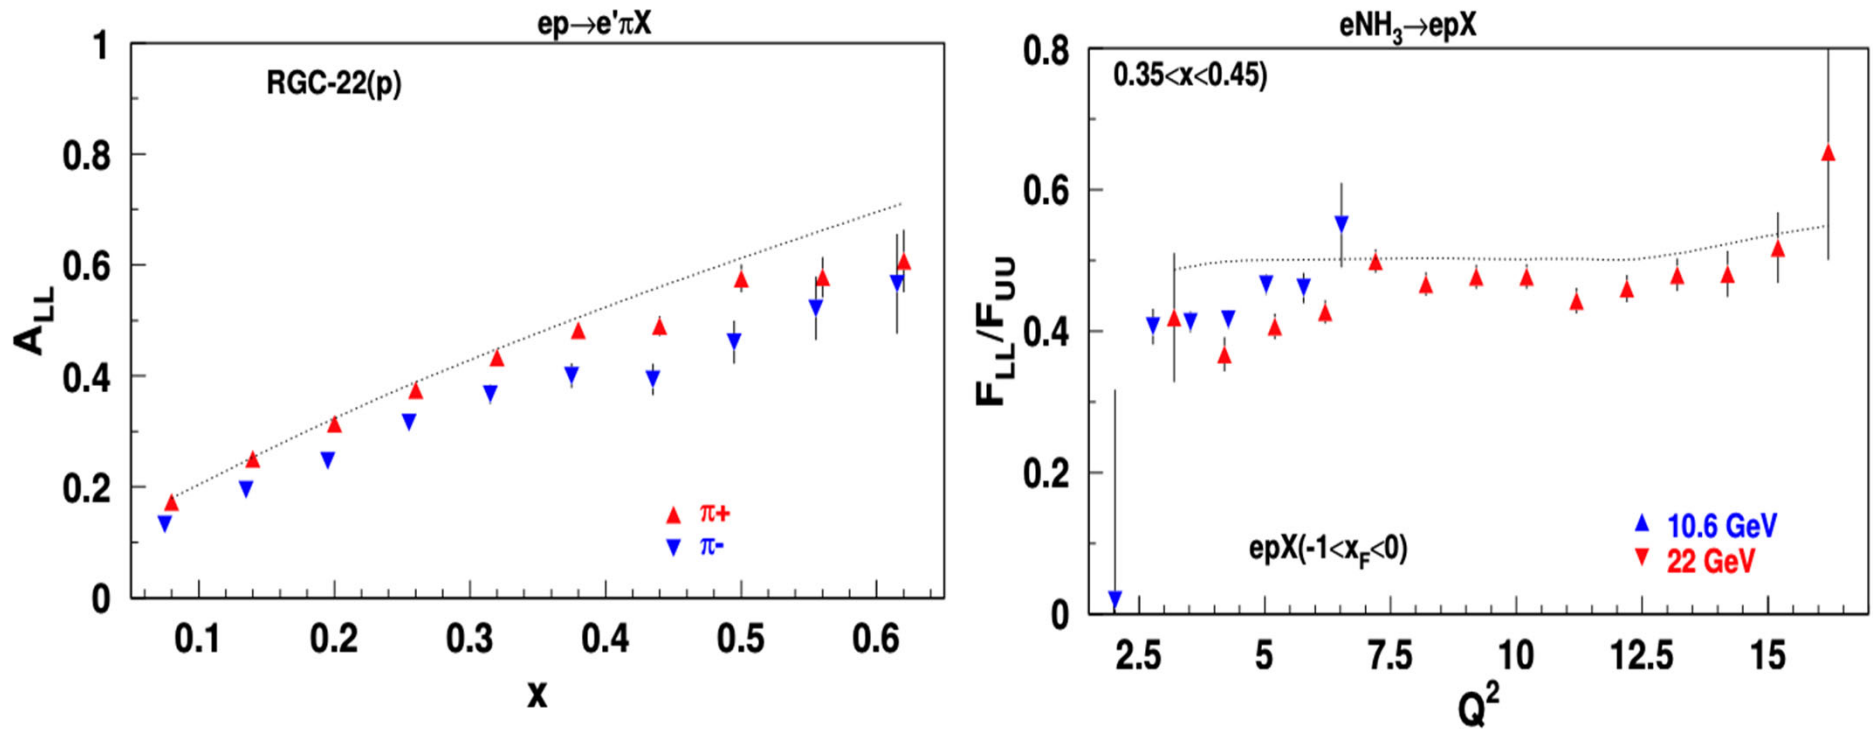 ep→e'πX
RGC-22(p)
A_LL
1
0.8
0.6
0.4
0.2
0
π+
π-
0.1 0.2 0.3 0.4 0.5 0.6
x
eNH₃→epX
0.35<x<0.45)
F_LL/F_UU
0.8
0.6
0.4
0.2
0
10.6 GeV
epX(-1<x_F<0)
22 GeV
2.5 5 7.5 10 12.5 15
Q²